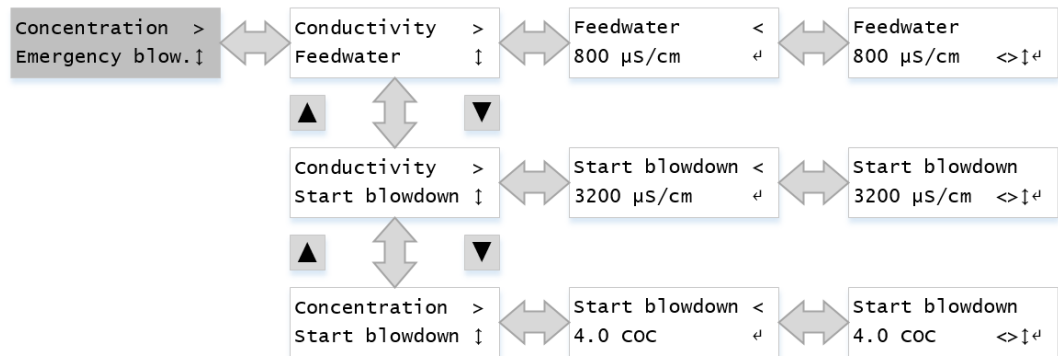 Concentration >
Emergency blow.↕
Conductivity >
Feedwater ↕
Feedwater <
800 µS/cm ↵
Feedwater
800 µS/cm <>↕↵
▲ ▼
Conductivity >
Start blowdown ↕
Start blowdown <
3200 µS/cm ↵
Start blowdown
3200 µS/cm <>↕↵
▲ ▼
Concentration >
Start blowdown ↕
Start blowdown <
4.0 COC ↵
Start blowdown
4.0 COC <>↕↵